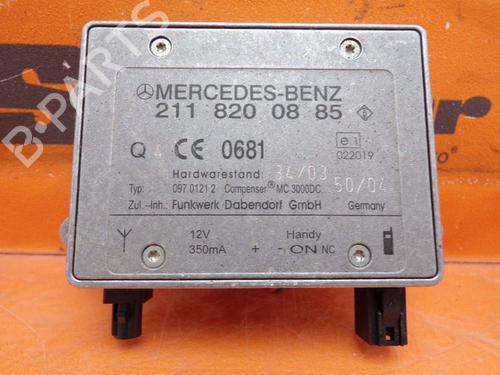 MERCEDES-BENZ
211 820 08 85
Q 4 CE 0681
e1
022019
Hardwarestand: 34/03
Typ: 097 0121 2 Compenser® MC 3000DC 50/04
Zul.-Inh.: Funkwerk Dabendorf GmbH Germany
12V Handy
350mA + - ON NC
B-PARTS